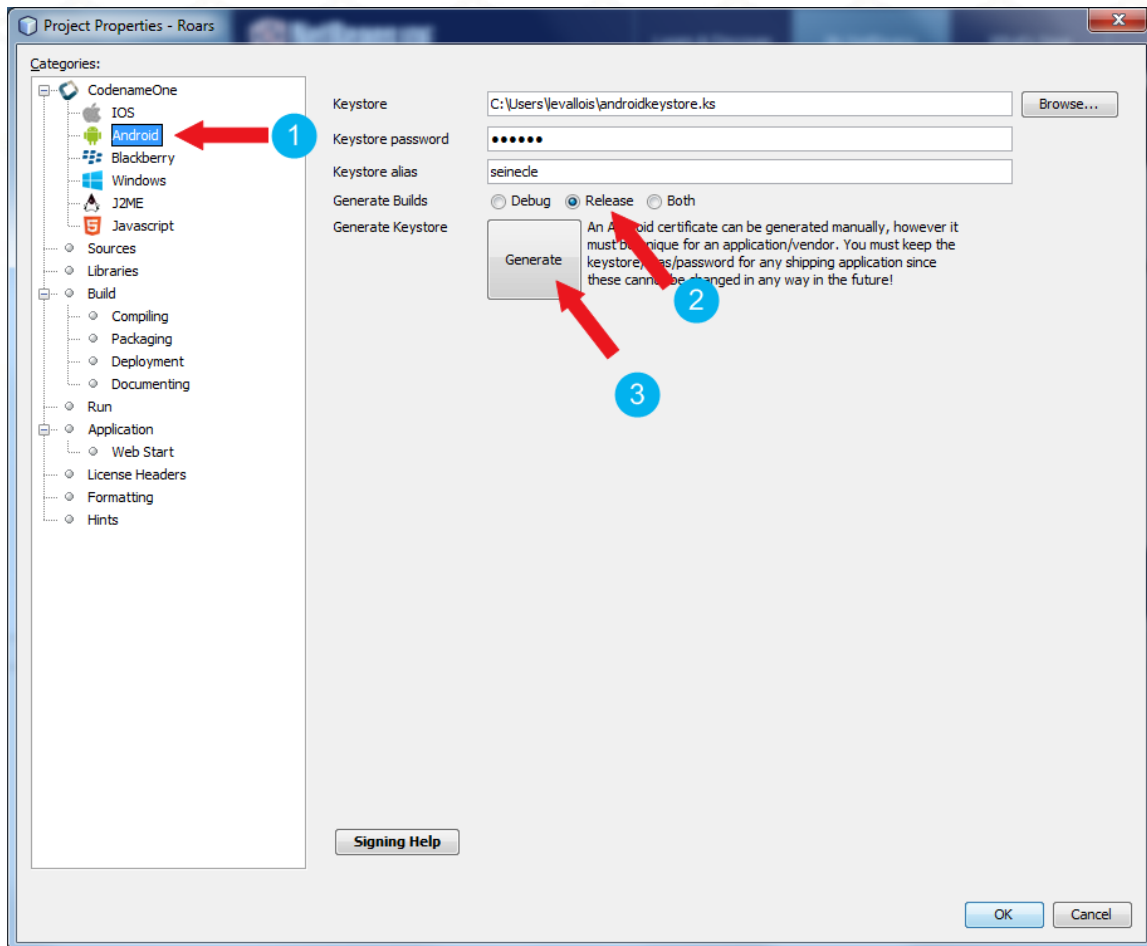 Project Properties - Roars
Categories:
CodenameOne
IOS
Android
Blackberry
Windows
J2ME
Javascript
Sources
Libraries
Build
Compiling
Packaging
Deployment
Documenting
Run
Application
Web Start
License Headers
Formatting
Hints
1
Keystore
C:\Users\levallois\androidkeystore.ks
Browse...
Keystore password
••••••
Keystore alias
seinecle
Generate Builds
Debug
Release
Both
Generate Keystore
Generate
An A oid certificate can be generated manually, however it
must b nique for an application/vendor. You must keep the
keystore, as/password for any shipping application since
these cann be changed in any way in the future!
2
3
Signing Help
OK
Cancel